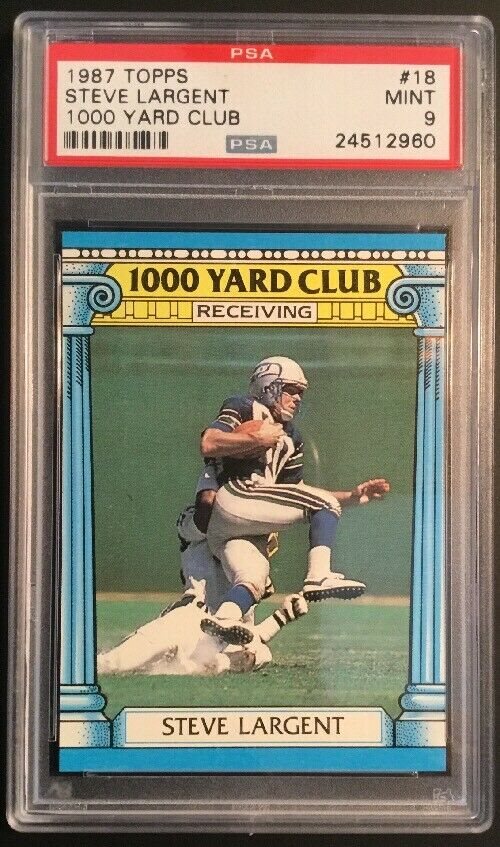 PSA
1987 TOPPS #18
STEVE LARGENT MINT
1000 YARD CLUB 9
PSA 24512960
1000 YARD CLUB
RECEIVING
STEVE LARGENT